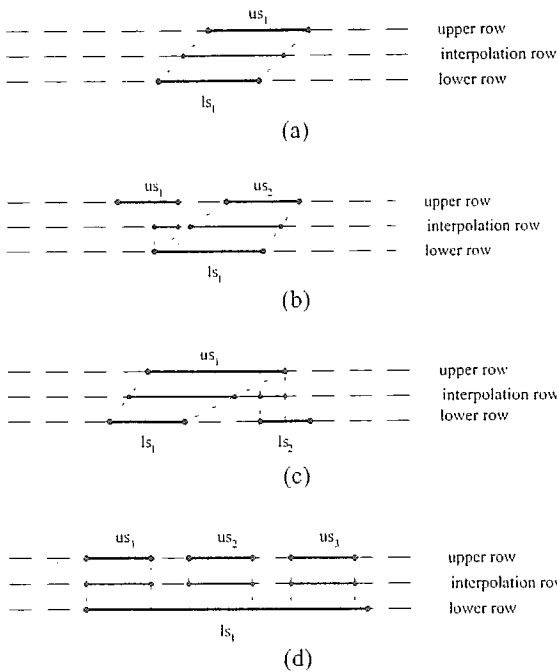 us₁
upper row
interpolation row
lower row
ls₁
(a)
us₁ us₂
upper row
interpolation row
lower row
ls₁
(b)
us₁
upper row
interpolation row
lower row
ls₁ ls₂
(c)
us₁ us₂ us₃
upper row
interpolation row
lower row
ls₁
(d)